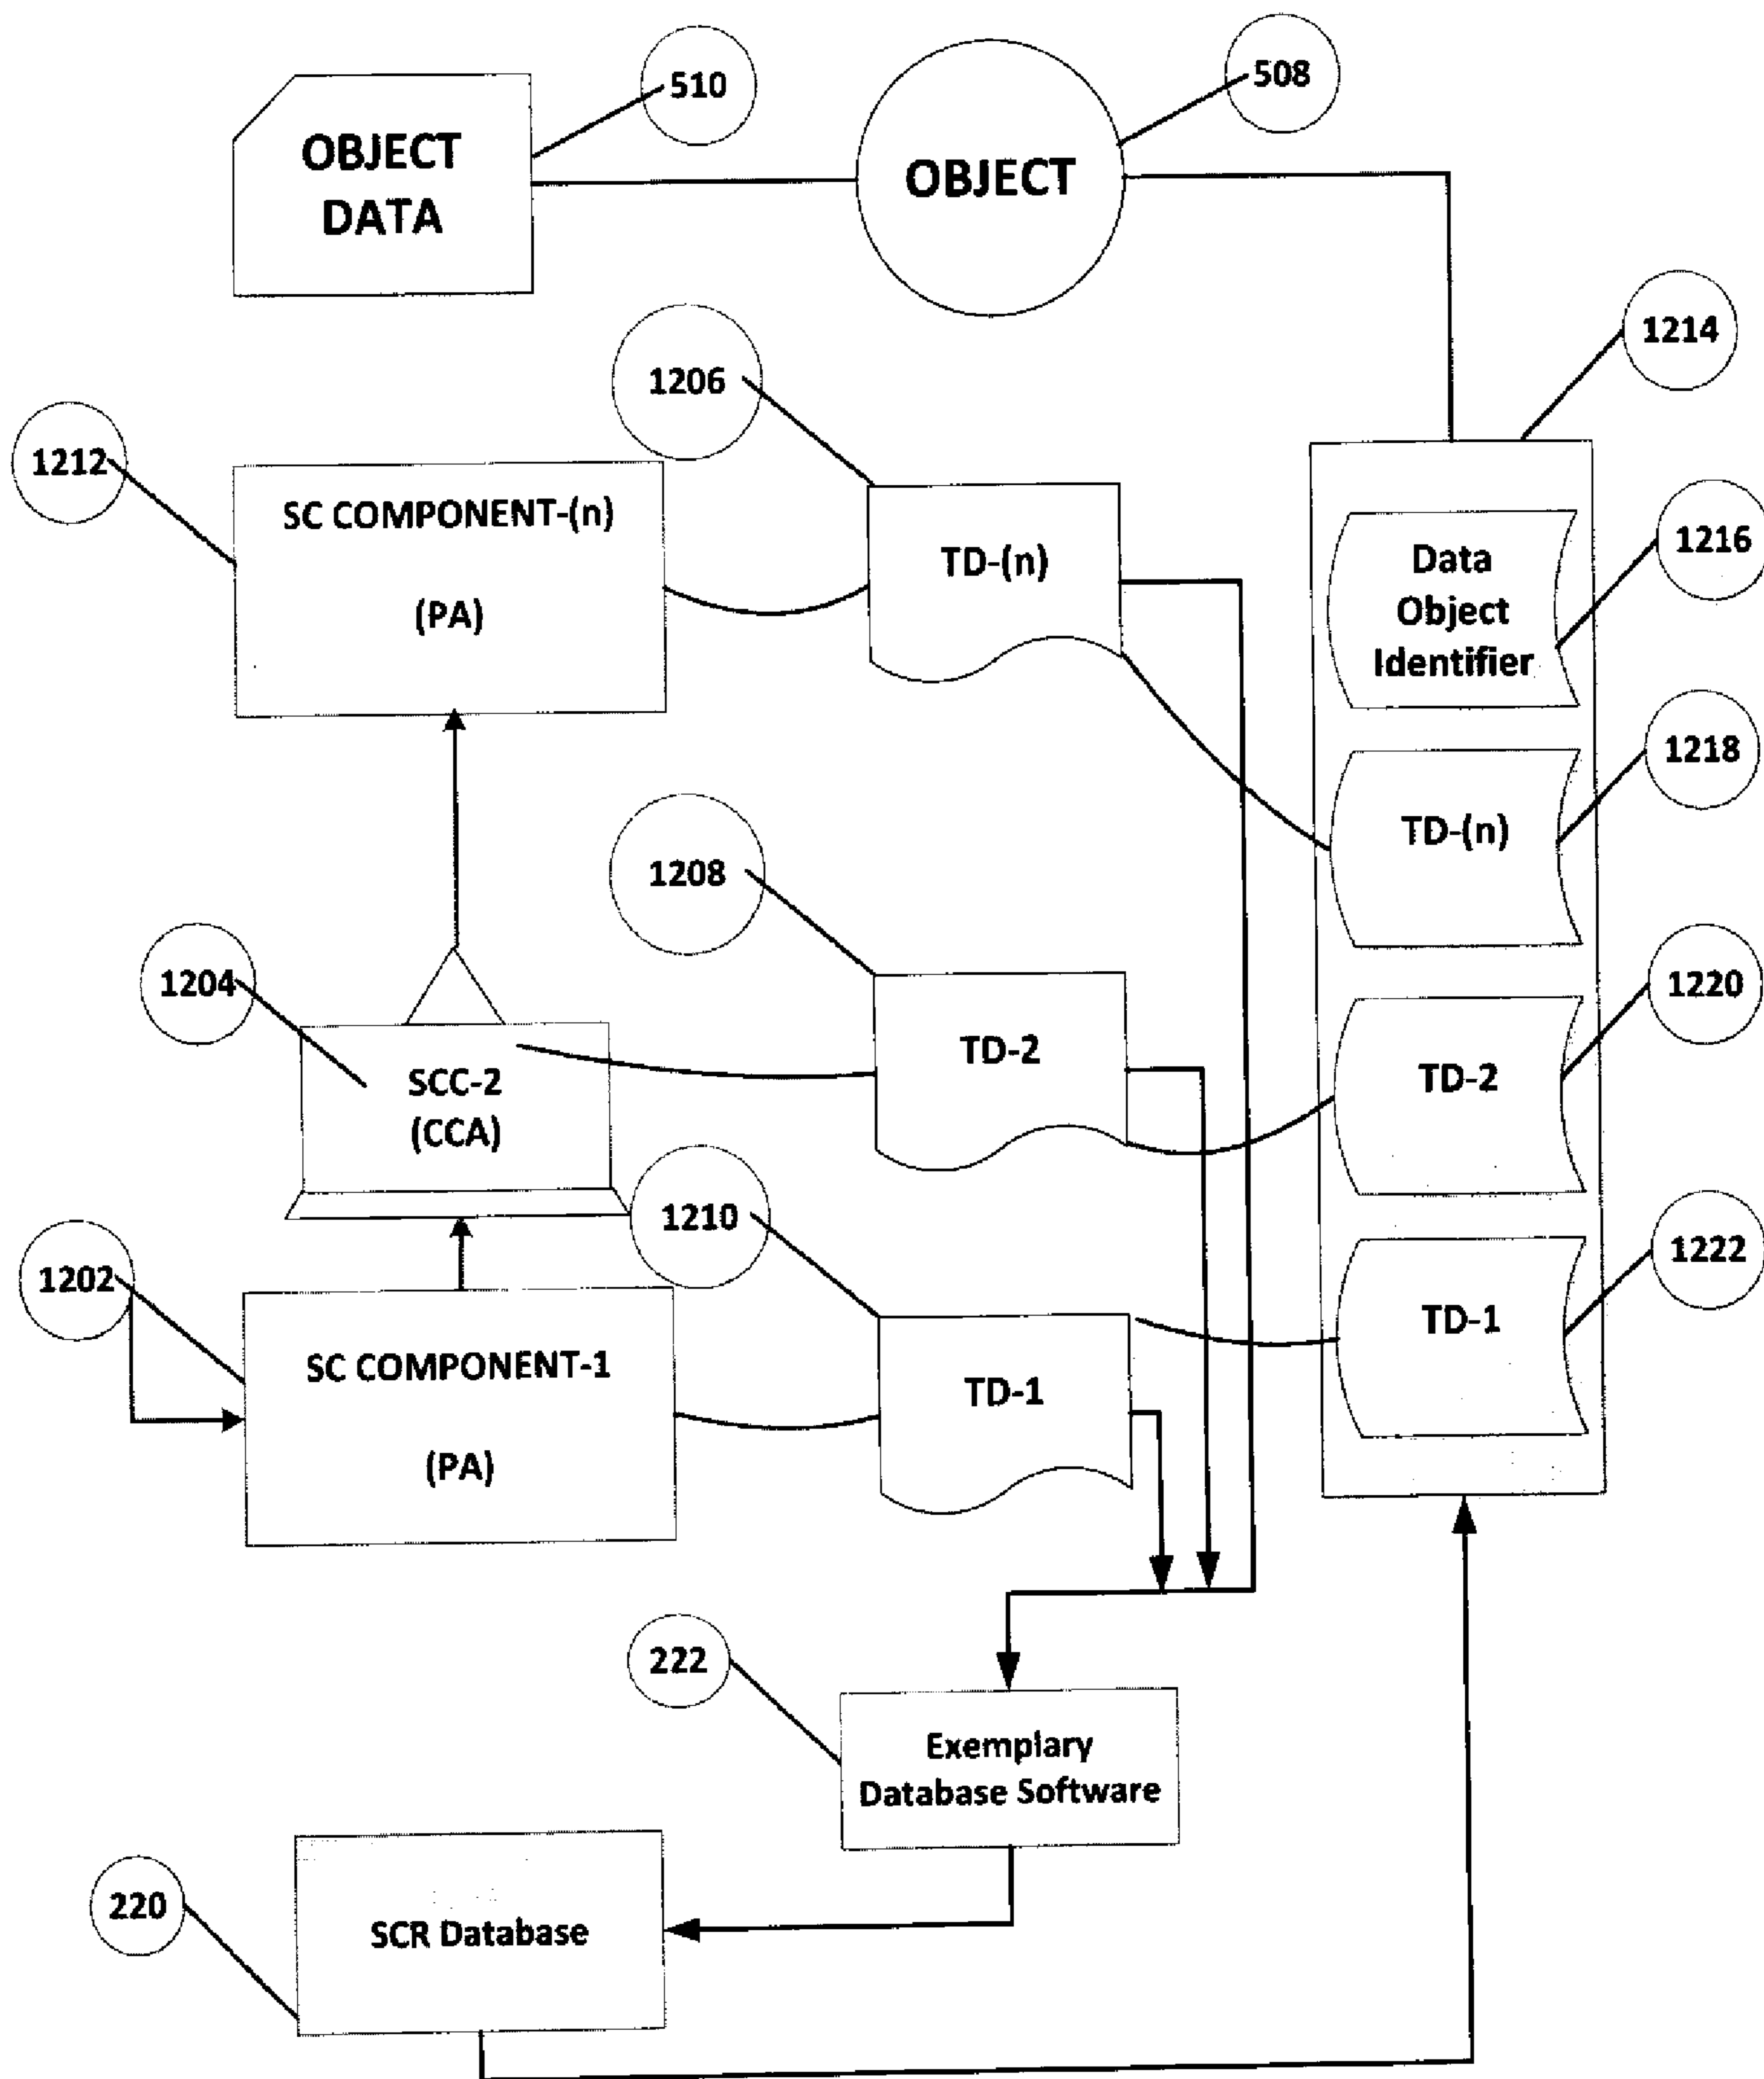 510
508
OBJECT
DATA
OBJECT
1214
1206
1212
SC COMPONENT-(n)
(PA)
TD-(n)
Data
Object
Identifier
1216
1218
TD-(n)
1208
1204
SCC-2
(CCA)
TD-2
TD-2
1220
1210
1202
SC COMPONENT-1
(PA)
TD-1
TD-1
1222
222
Exemplary
Database Software
220
SCR Database